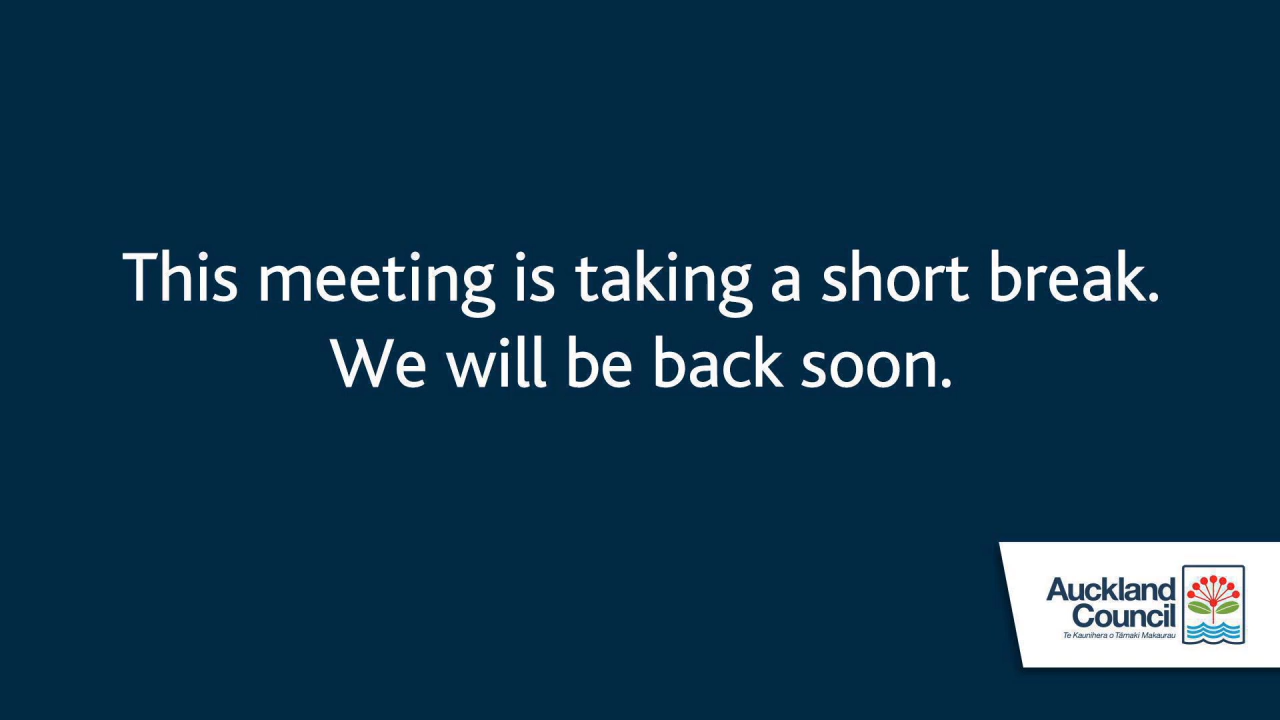 This meeting is taking a short break.
We will be back soon.
Auckland
Council
Te Kaunihera o Tāmaki Makaurau